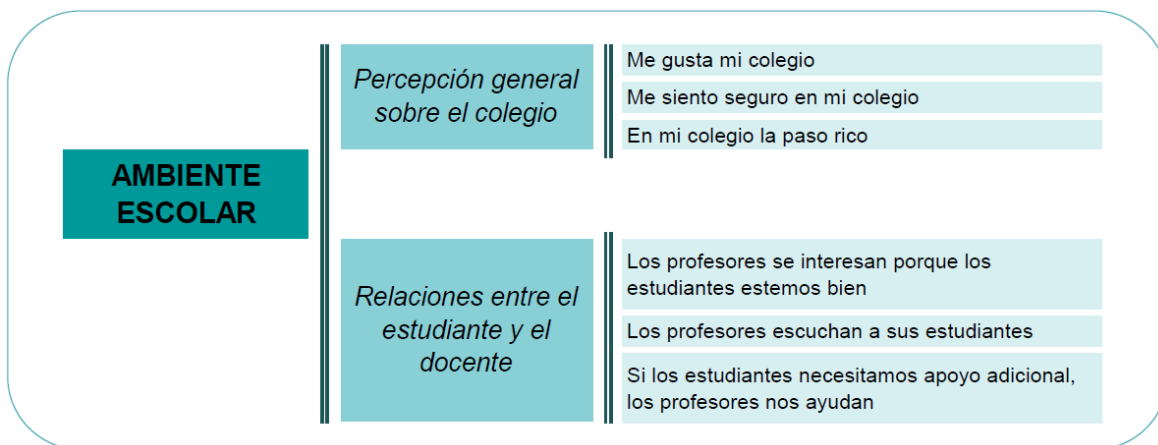 AMBIENTE
ESCOLAR
Percepción general
sobre el colegio
Me gusta mi colegio
Me siento seguro en mi colegio
En mi colegio la paso rico
Relaciones entre el
estudiante y el
docente
Los profesores se interesan porque los
estudiantes estemos bien
Los profesores escuchan a sus estudiantes
Si los estudiantes necesitamos apoyo adicional,
los profesores nos ayudan